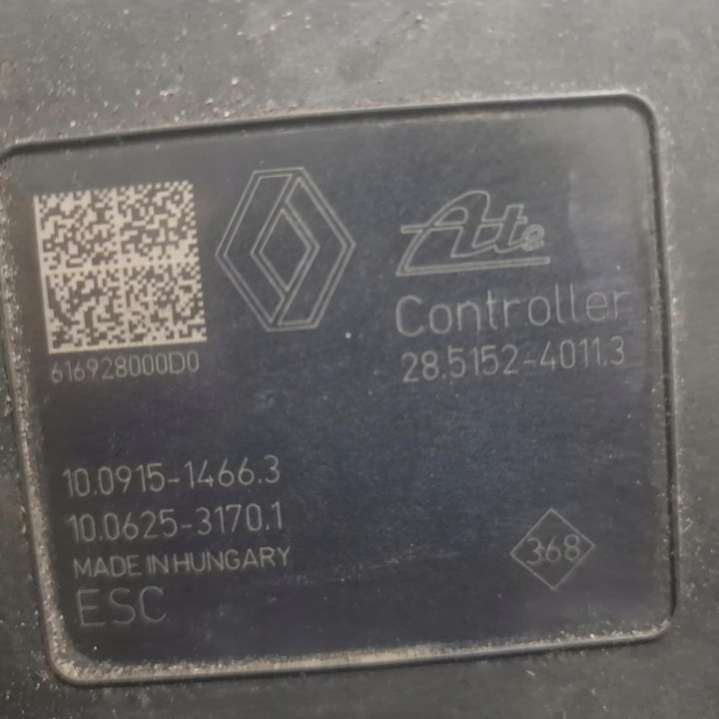 Ate
Controller
616928000D0
28.5152-4011.3
10.0915-1466.3
10.0625-3170.1
MADE IN HUNGARY
368
ESC